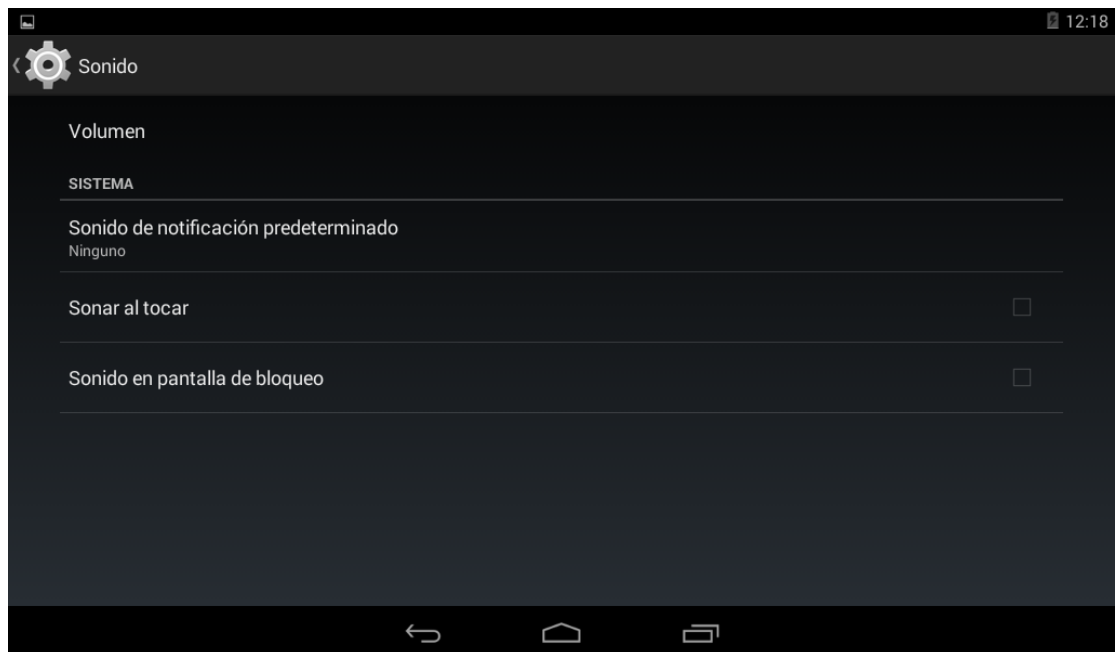 12:18
Sonido
Volumen
SISTEMA
Sonido de notificación predeterminado
Ninguno
Sonar al tocar
Sonido en pantalla de bloqueo